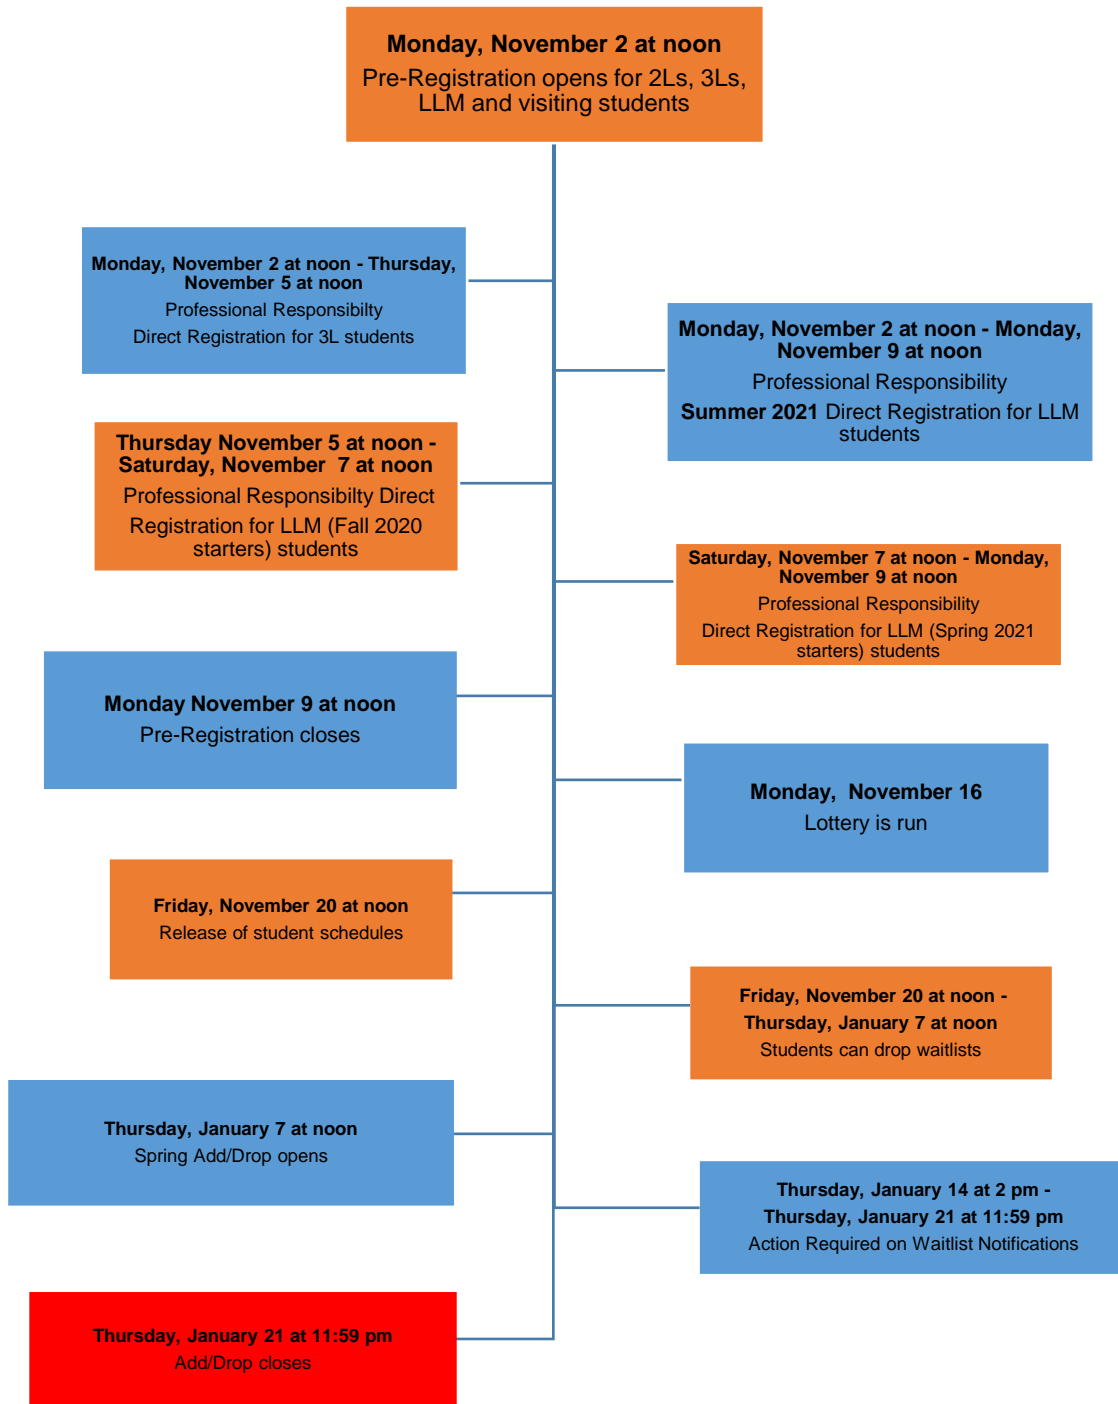 Monday, November 2 at noon
Pre-Registration opens for 2Ls, 3Ls,
LLM and visiting students
Monday, November 2 at noon - Thursday,
November 5 at noon
Professional Responsibilty
Direct Registration for 3L students
Monday, November 2 at noon - Monday,
November 9 at noon
Professional Responsibility
Summer 2021 Direct Registration for LLM
students
Thursday November 5 at noon -
Saturday, November 7 at noon
Professional Responsibilty Direct
Registration for LLM (Fall 2020
starters) students
Saturday, November 7 at noon - Monday,
November 9 at noon
Professional Responsibility
Direct Registration for LLM (Spring 2021
starters) students
Monday November 9 at noon
Pre-Registration closes
Monday, November 16
Lottery is run
Friday, November 20 at noon
Release of student schedules
Friday, November 20 at noon -
Thursday, January 7 at noon
Students can drop waitlists
Thursday, January 7 at noon
Spring Add/Drop opens
Thursday, January 14 at 2 pm -
Thursday, January 21 at 11:59 pm
Action Required on Waitlist Notifications
Thursday, January 21 at 11:59 pm
Add/Drop closes